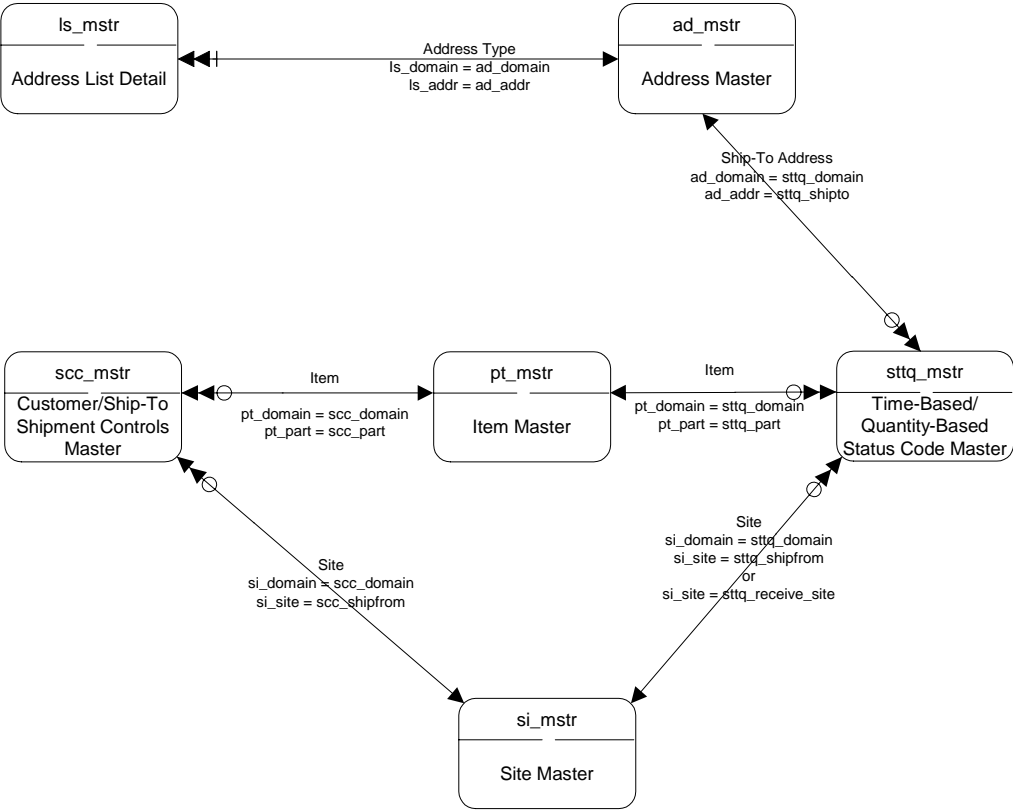 ls_mstr
Address List Detail
Address Type
ls_domain = ad_domain
ls_addr = ad_addr
ad_mstr
Address Master
Ship-To Address
ad_domain = sttq_domain
ad_addr = sttq_shipto
scc_mstr
Customer/Ship-To
Shipment Controls
Master
Item
pt_domain = scc_domain
pt_part = scc_part
pt_mstr
Item Master
Item
pt_domain = sttq_domain
pt_part = sttq_part
sttq_mstr
Time-Based/
Quantity-Based
Status Code Master
Site
si_domain = scc_domain
si_site = scc_shipfrom
Site
si_domain = sttq_domain
si_site = sttq_shipfrom
or
si_site = sttq_receive_site
si_mstr
Site Master